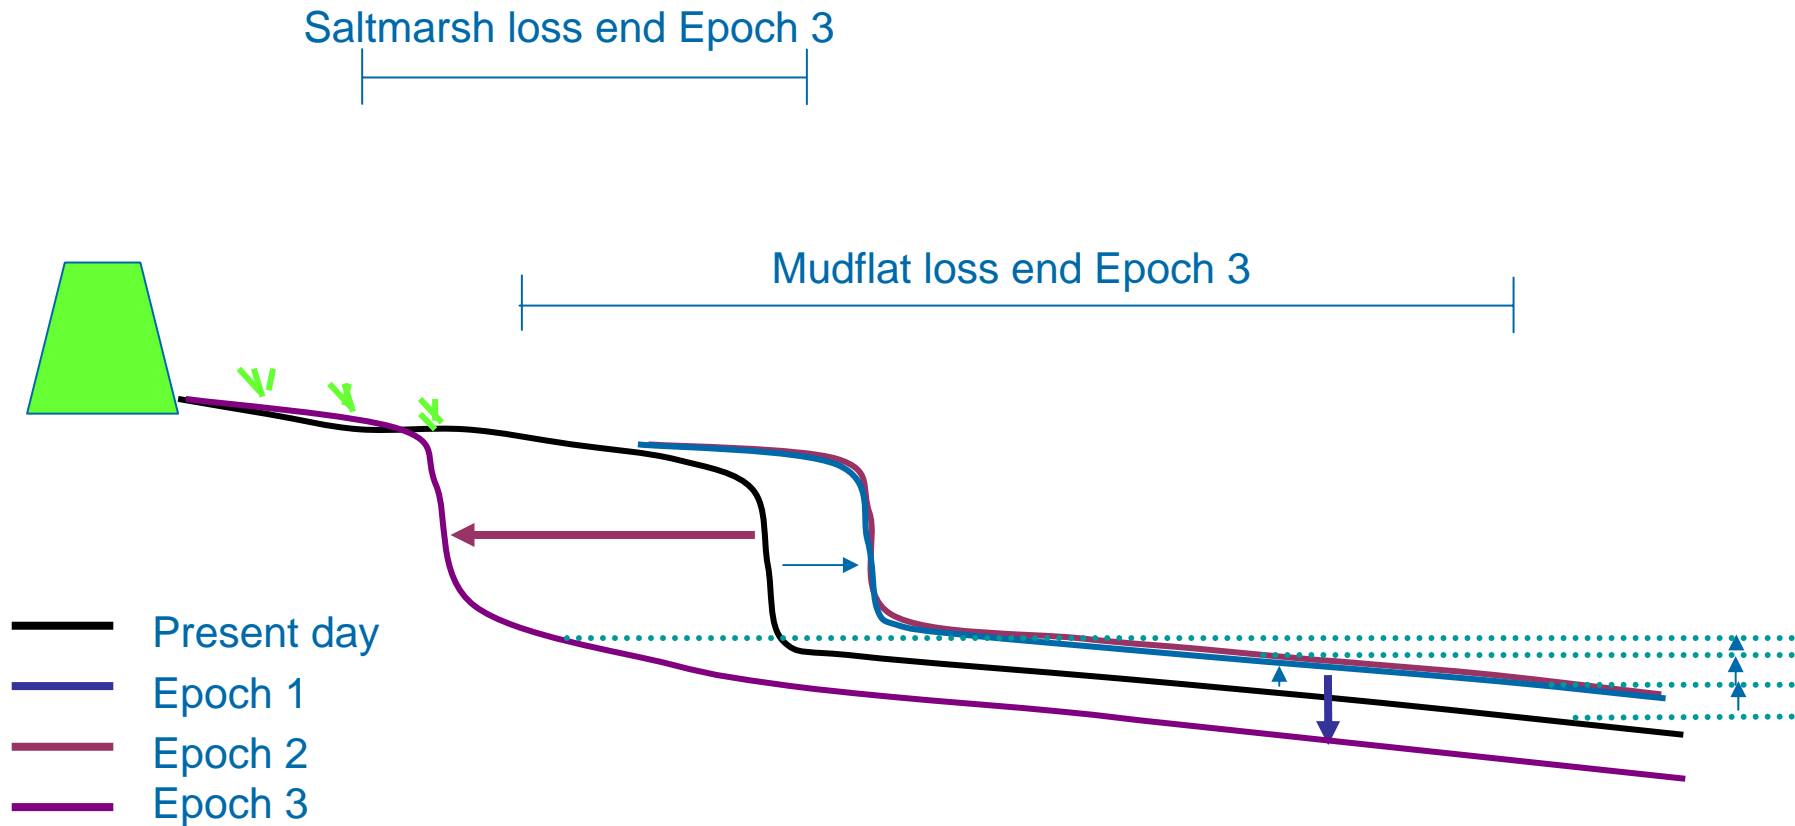 Saltmarsh loss end Epoch 3
Mudflat loss end Epoch 3
Present day
Epoch 1
Epoch 2
Epoch 3